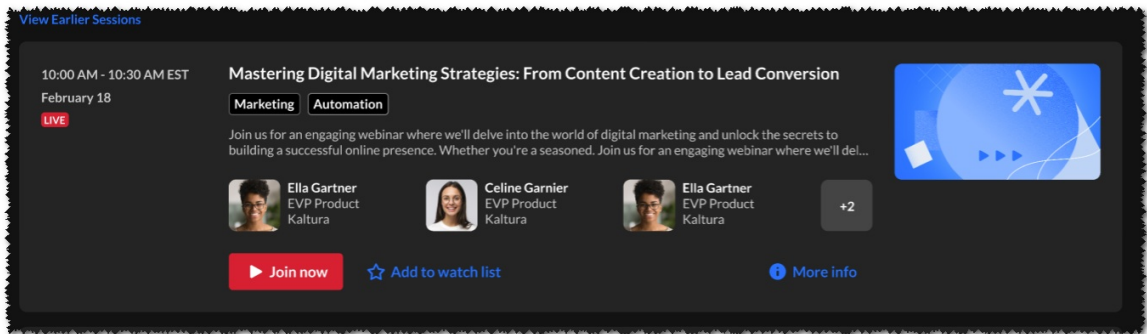 View Earlier Sessions
10:00 AM - 10:30 AM EST
February 18
LIVE
Mastering Digital Marketing Strategies: From Content Creation to Lead Conversion
Marketing
Automation
Join us for an engaging webinar where we'll delve into the world of digital marketing and unlock the secrets to
building a successful online presence. Whether you're a seasoned. Join us for an engaging webinar where we'll del...
Ella Gartner
EVP Product
Kaltura
Celine Garnier
EVP Product
Kaltura
Ella Gartner
EVP Product
Kaltura
+2
Join now
Add to watch list
More info